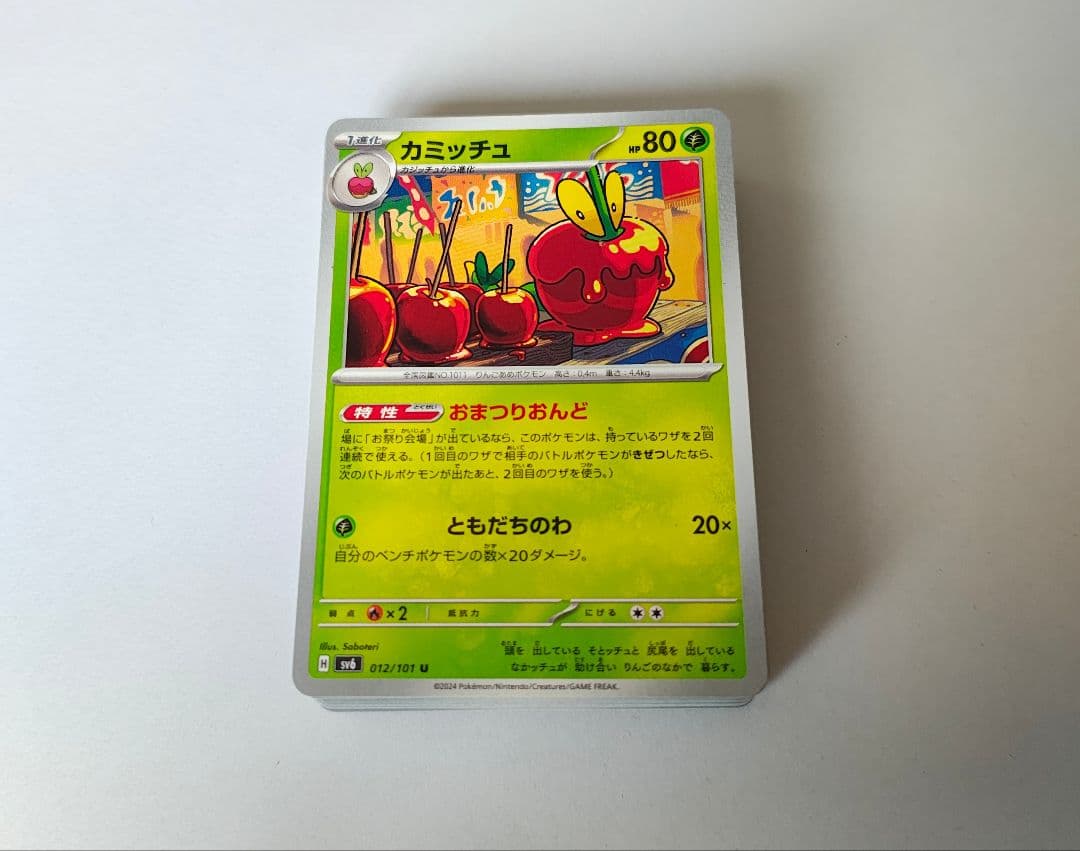 1進化
カミッチュ
HP 80
カジッチュから進化
全国図鑑NO.1011 りんごあめポケモン 高さ:0.4m 重さ:4.4kg
特性 とくせい おまつりおんど
場に「お祭り会場」が出ているなら、このポケモンは、持っているワザを2回
連続で使える。(1回目のワザで相手のバトルポケモンがきぜつしたなら、
次のバトルポケモンが出たあと、2回目のワザを使う。)
ともだちのわ 20×
自分のベンチポケモンの数×20ダメージ。
弱点 ×2 抵抗力 にげる
Illus. Saboteri
H sv6 012/101 U
頭を 出している そとッチュと 尻尾を 出している
なかッチュが 助け合い りんごのなかで 暮らす。
©2024 Pokémon/Nintendo/Creatures/GAME FREAK.